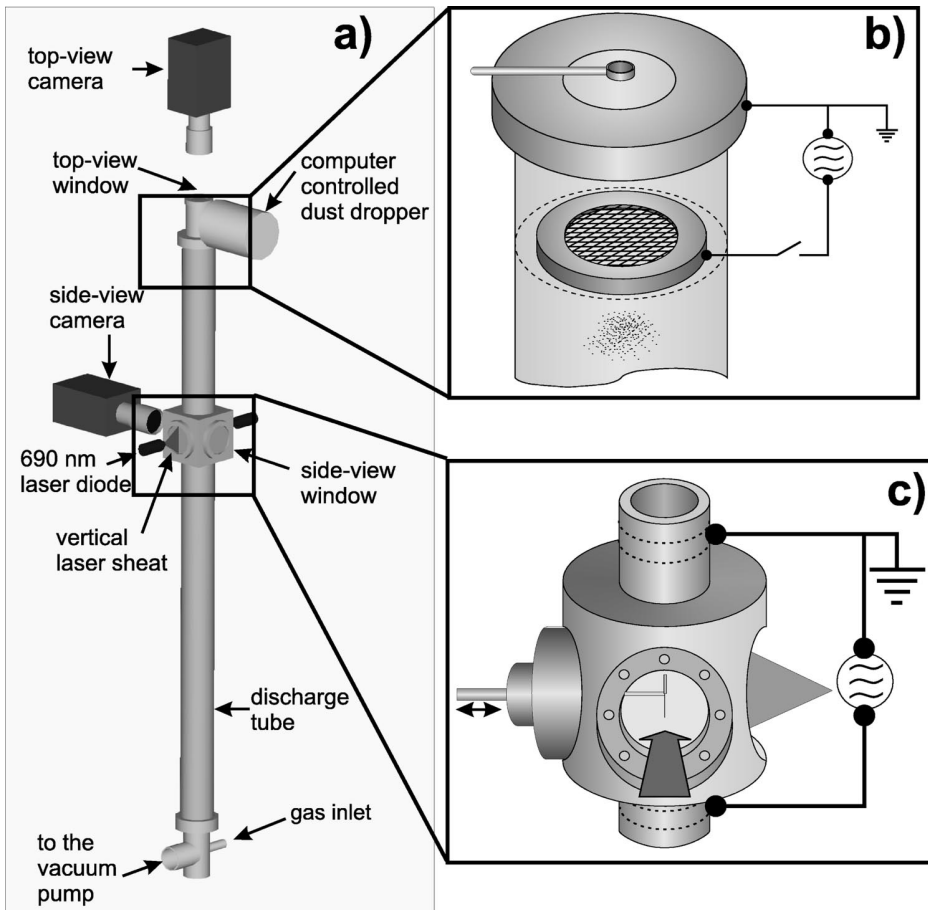 a)
top-view
camera
top-view
window
computer
controlled
dust dropper
side-view
camera
690 nm
laser diode
side-view
window
vertical
laser sheat
discharge
tube
gas inlet
to the
vacuum
pump
b)
c)